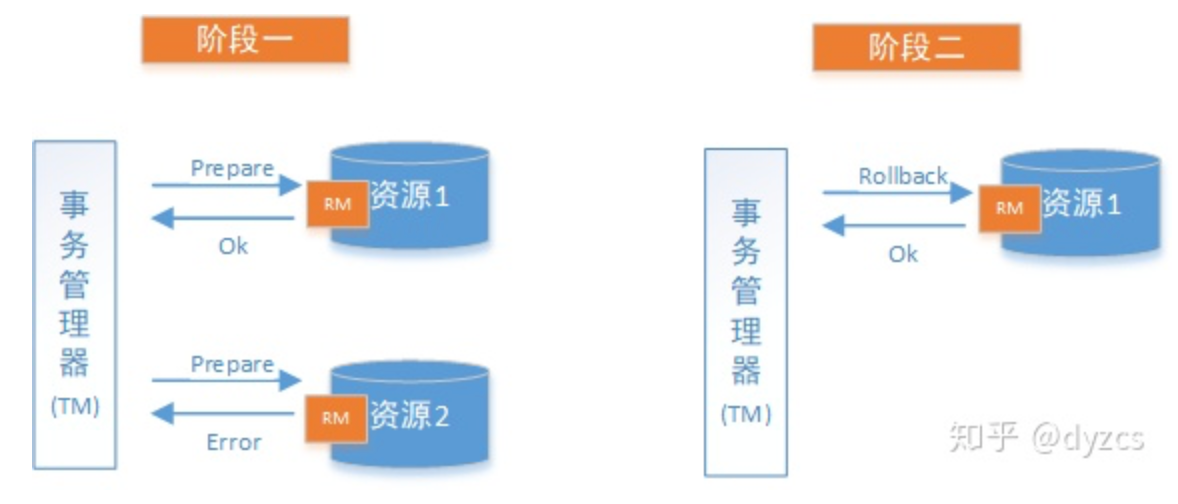 阶段一
事务管理器
(TM)
Prepare
RM
资源1
Ok
Prepare
RM
资源2
Error
阶段二
事务管理器
(TM)
Rollback
RM
资源1
Ok
知乎 @dyzcs